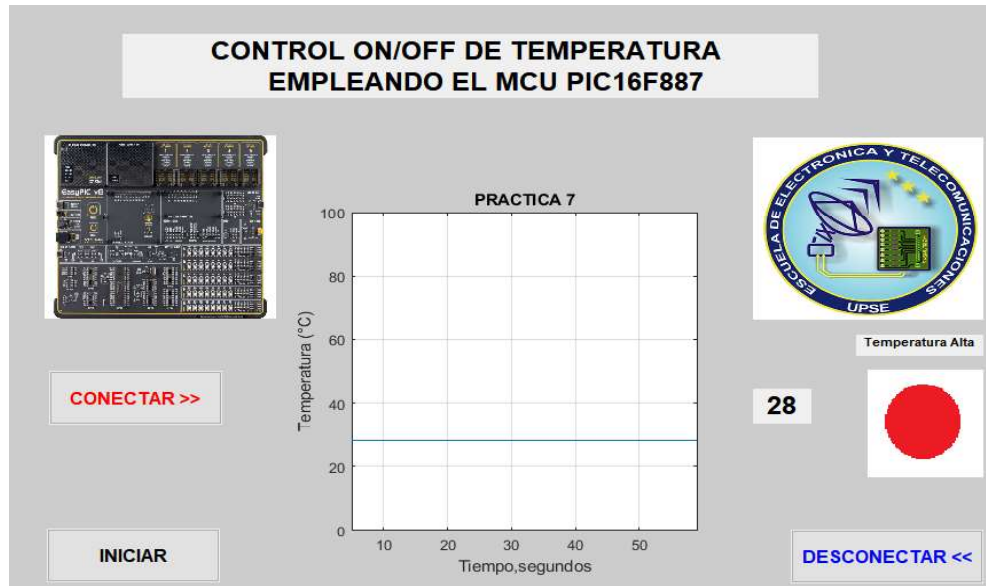 CONTROL ON/OFF DE TEMPERATURA
EMPLEANDO EL MCU PIC16F887
EasyPIC v8
PRACTICA 7
100
80
60
40
20
0
Temperatura (°C)
10 20 30 40 50
Tiempo,segundos
CONECTAR >>
INICIAR
ESCUELA DE ELECTRONICA Y TELECOMUNICACIONES
UPSE
Temperatura Alta
28
DESCONECTAR <<